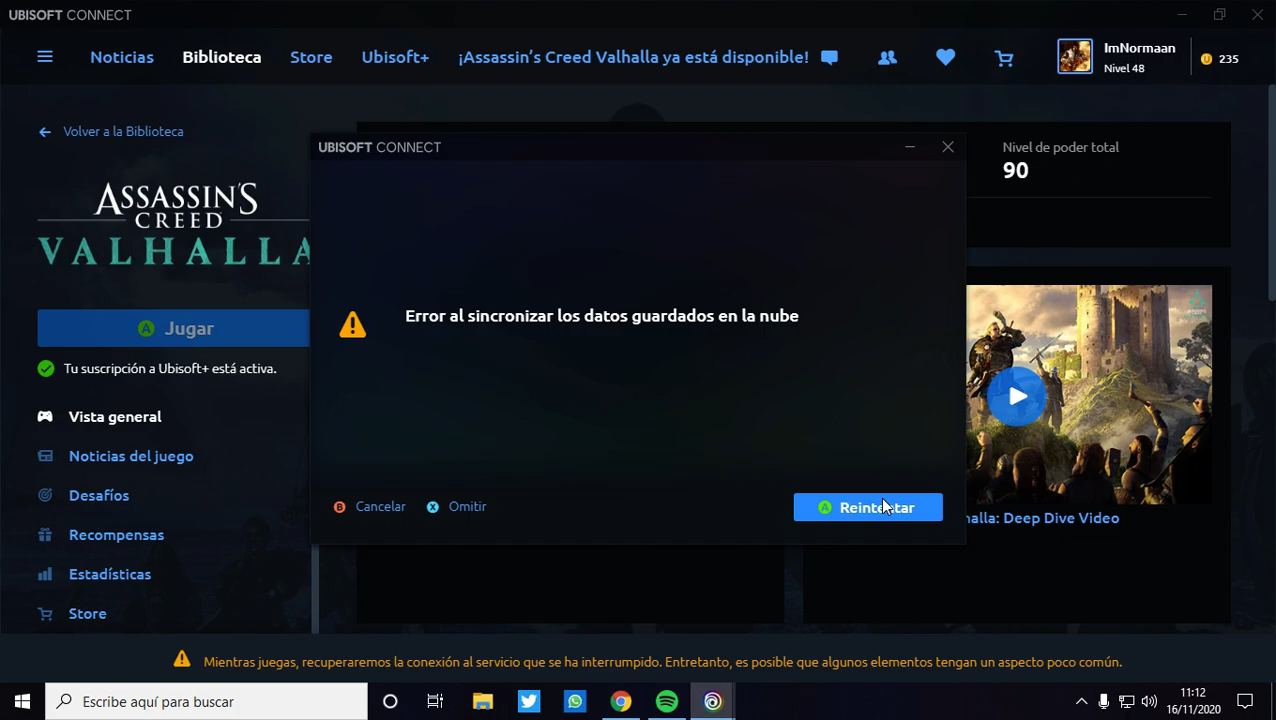 UBISOFT CONNECT
Noticias Biblioteca Store Ubisoft+ ¡Assassin's Creed Valhalla ya está disponible!
ImNormaan
Nivel 48
235
Volver a la Biblioteca
ASSASSIN'S
CREED
VALHALLA
Jugar
Tu suscripción a Ubisoft+ está activa.
Vista general
Noticias del juego
Desafíos
Recompensas
Estadísticas
Store
UBISOFT CONNECT
Error al sincronizar los datos guardados en la nube
B Cancelar X Omitir
A Reintentar
Nivel de poder total
90
halla: Deep Dive Video
Mientras juegas, recuperaremos la conexión al servicio que se ha interrumpido. Entretanto, es posible que algunos elementos tengan un aspecto poco común.
Escribe aquí para buscar
11:12
16/11/2020